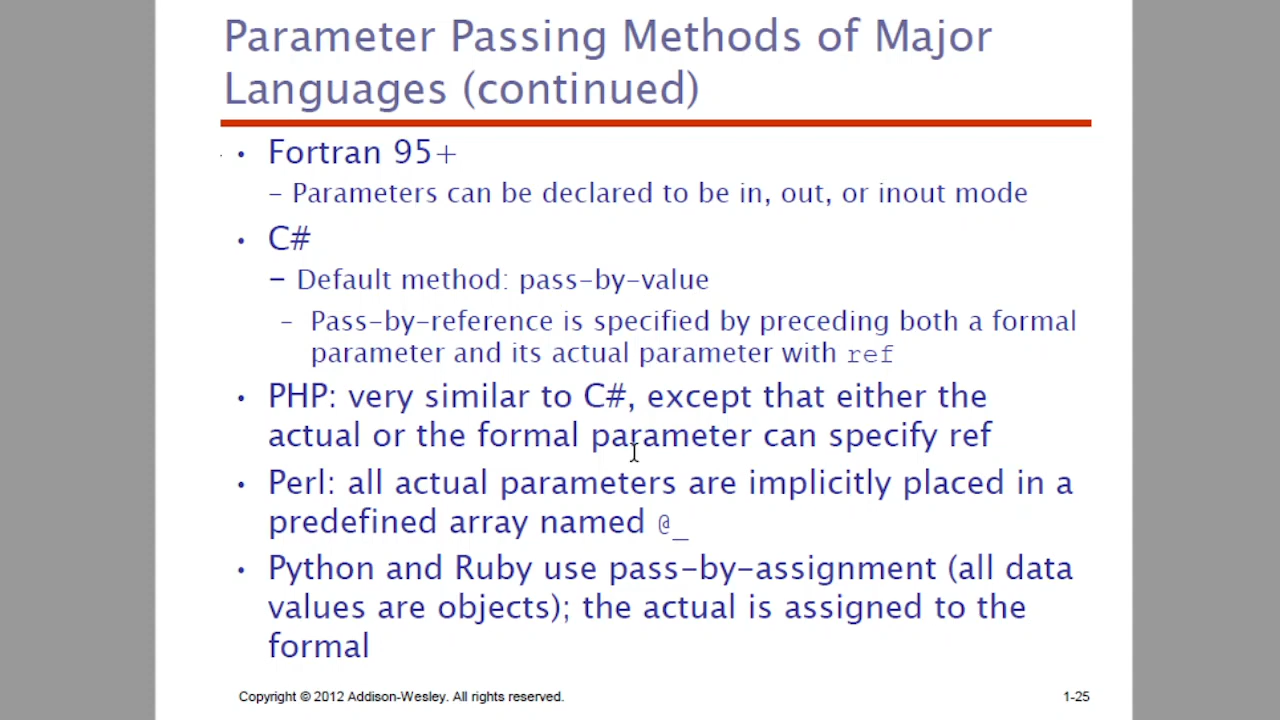 Parameter Passing Methods of Major
Languages (continued)
• Fortran 95+
– Parameters can be declared to be in, out, or inout mode
• C#
– Default method: pass-by-value
– Pass-by-reference is specified by preceding both a formal
parameter and its actual parameter with ref
• PHP: very similar to C#, except that either the
actual or the formal parameter can specify ref
• Perl: all actual parameters are implicitly placed in a
predefined array named @_
• Python and Ruby use pass-by-assignment (all data
values are objects); the actual is assigned to the
formal
Copyright © 2012 Addison-Wesley. All rights reserved.
1-25